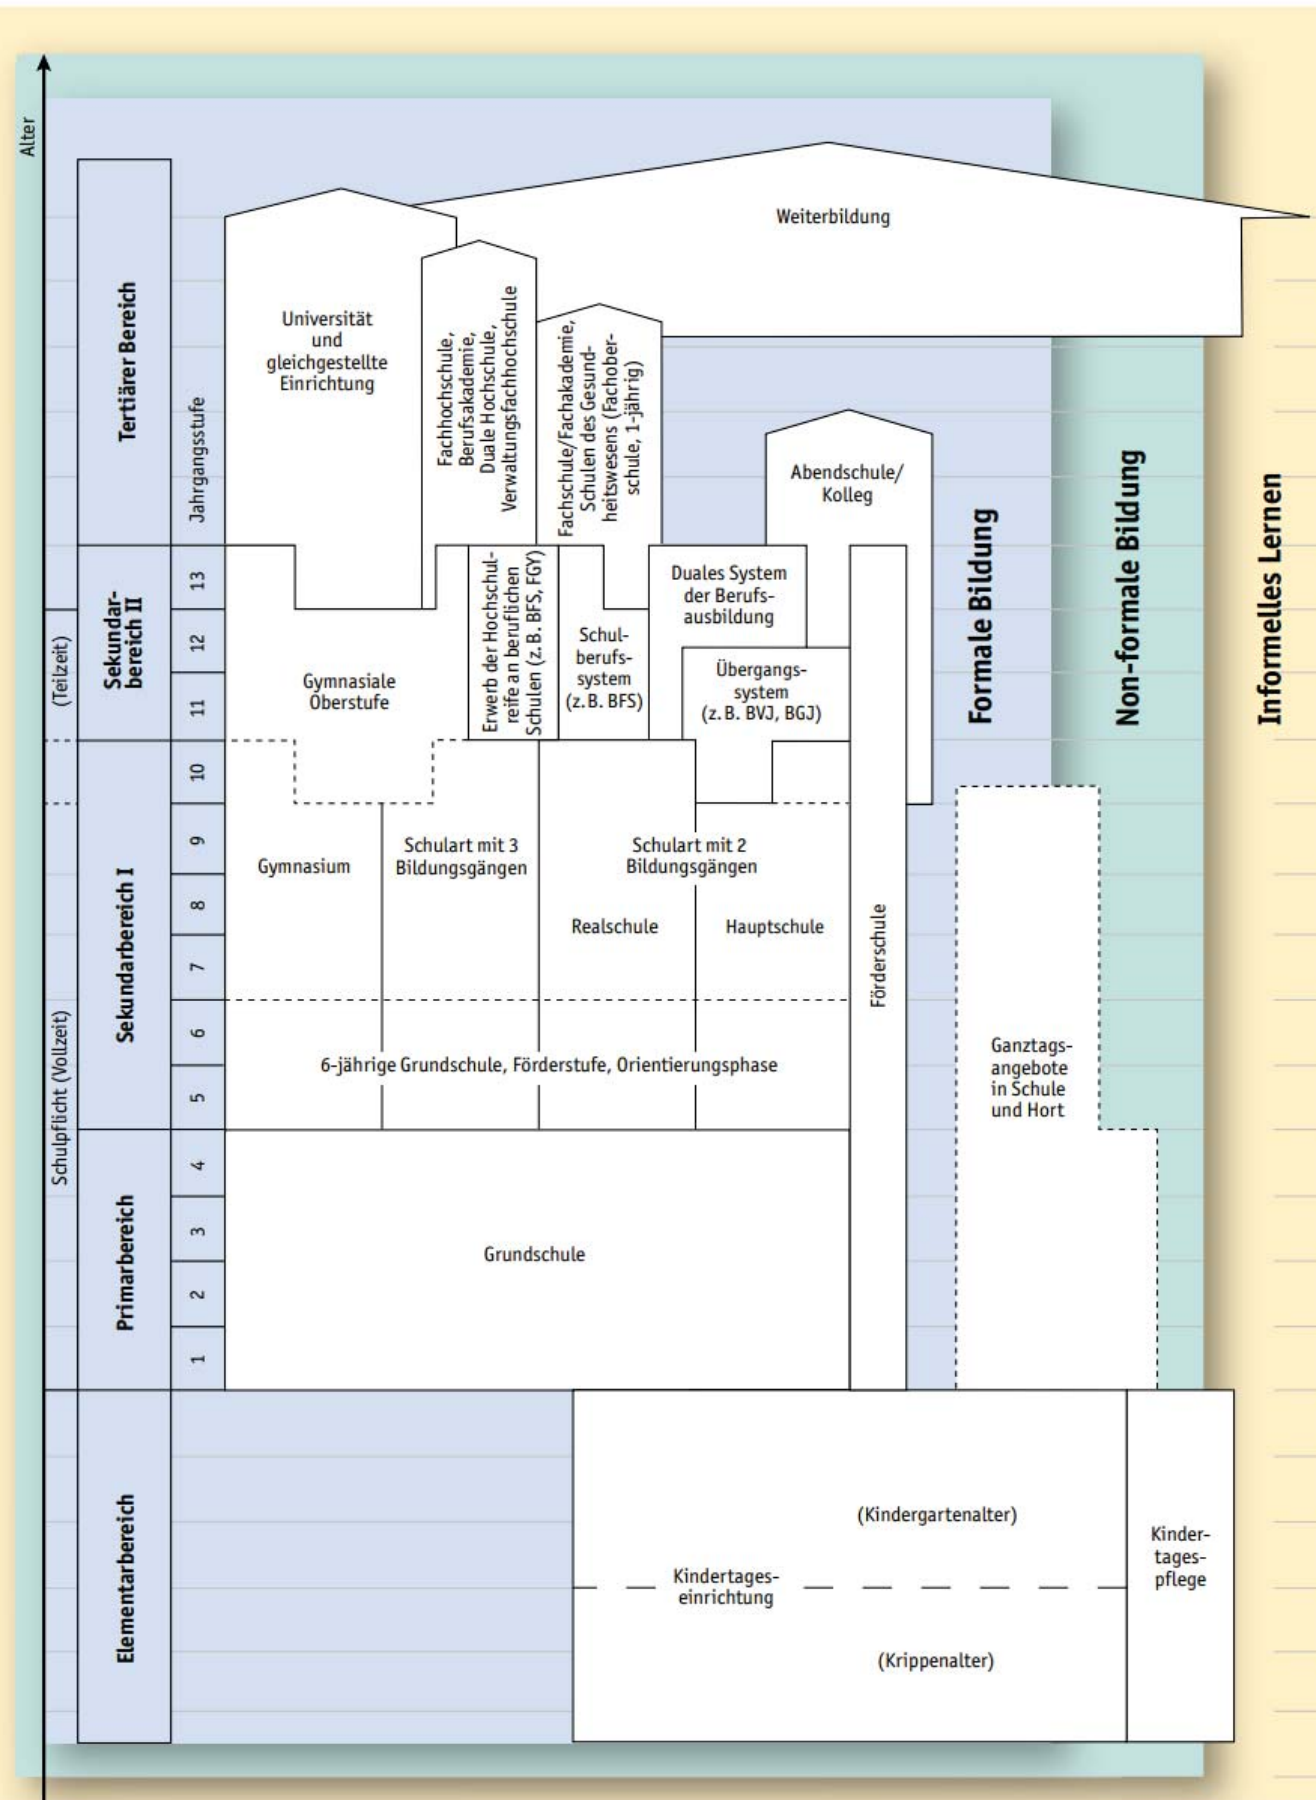 Alter
Weiterbildung
Tertiärer Bereich
Jahrgangsstufe
Universität
und
gleichgestellte
Einrichtung
Fachhochschule,
Berufsakademie,
Duale Hochschule,
Verwaltungsfachhochschule
Fachschule/Fachakademie,
Schulen des Gesund-
heitswesens (Fachober-
schule, 1-jährig)
Abendschule/
Kolleg
Formale Bildung
Non-formale Bildung
Informelles Lernen
(Teilzeit)
Sekundar-
bereich II
13
12
11
Gymnasiale
Oberstufe
Erwerb der Hochschul-
reife an beruflichen
Schulen (z.B. BFS, FGY)
Schul-
berufs-
system
(z.B. BFS)
Duales System
der Berufs-
ausbildung
Übergangs-
system
(z.B. BVJ, BGJ)
Schulpflicht (Vollzeit)
Sekundarbereich I
10
9
8
7
6
5
Gymnasium
Schulart mit 3
Bildungsgängen
Schulart mit 2
Bildungsgängen
Realschule
Hauptschule
Förderschule
6-jährige Grundschule, Förderstufe, Orientierungsphase
Ganztags-
angebote
in Schule
und Hort
Primarbereich
4
3
2
1
Grundschule
Elementarbereich
(Kindergartenalter)
Kindertages-
einrichtung
(Krippenalter)
Kinder-
tages-
pflege